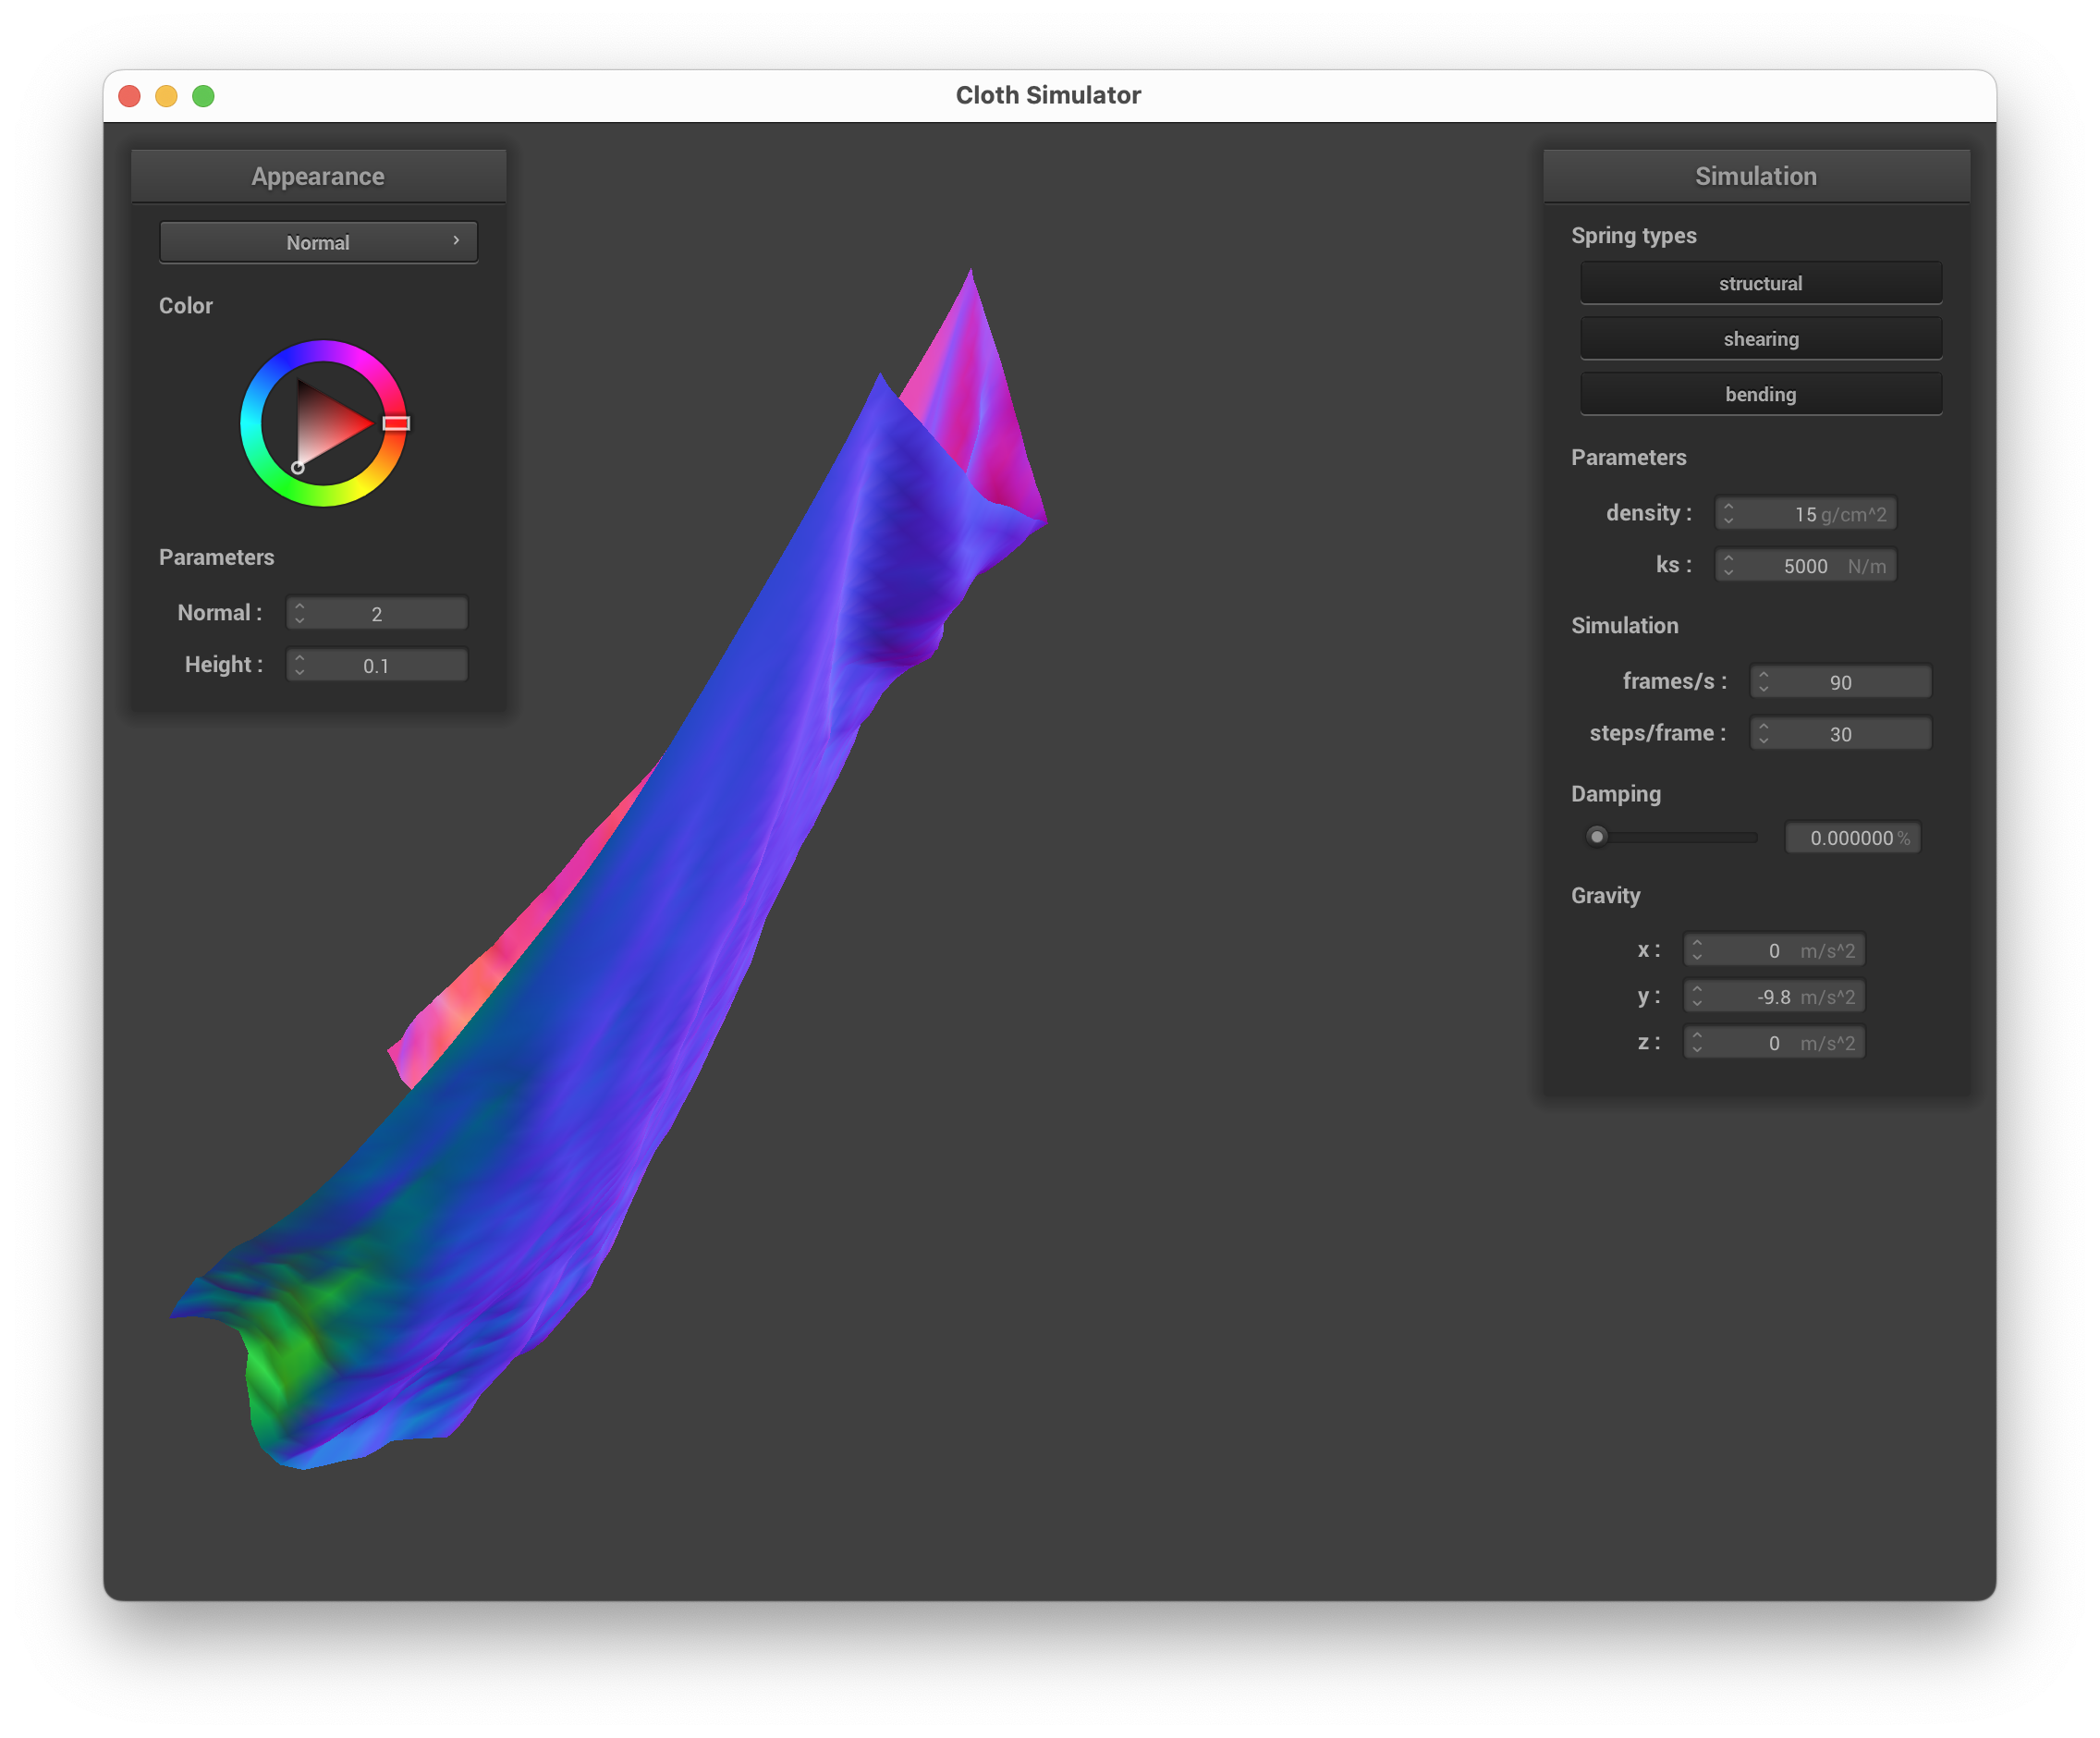 Cloth Simulator
Appearance
Normal
Color
Parameters
Normal : 2
Height : 0.1
Simulation
Spring types
structural
shearing
bending
Parameters
density : 15 g/cm^2
ks : 5000 N/m
Simulation
frames/s : 90
steps/frame : 30
Damping
0.000000 %
Gravity
x : 0 m/s^2
y : -9.8 m/s^2
z : 0 m/s^2